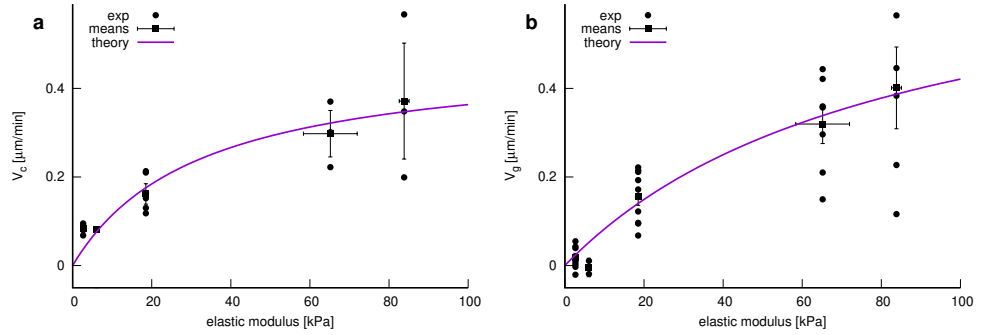 a
exp
means
theory
V_c [μm/min]
0.4
0.2
0
0 20 40 60 80 100
elastic modulus [kPa]
b
exp
means
theory
V_g [μm/min]
0.4
0.2
0
0 20 40 60 80 100
elastic modulus [kPa]